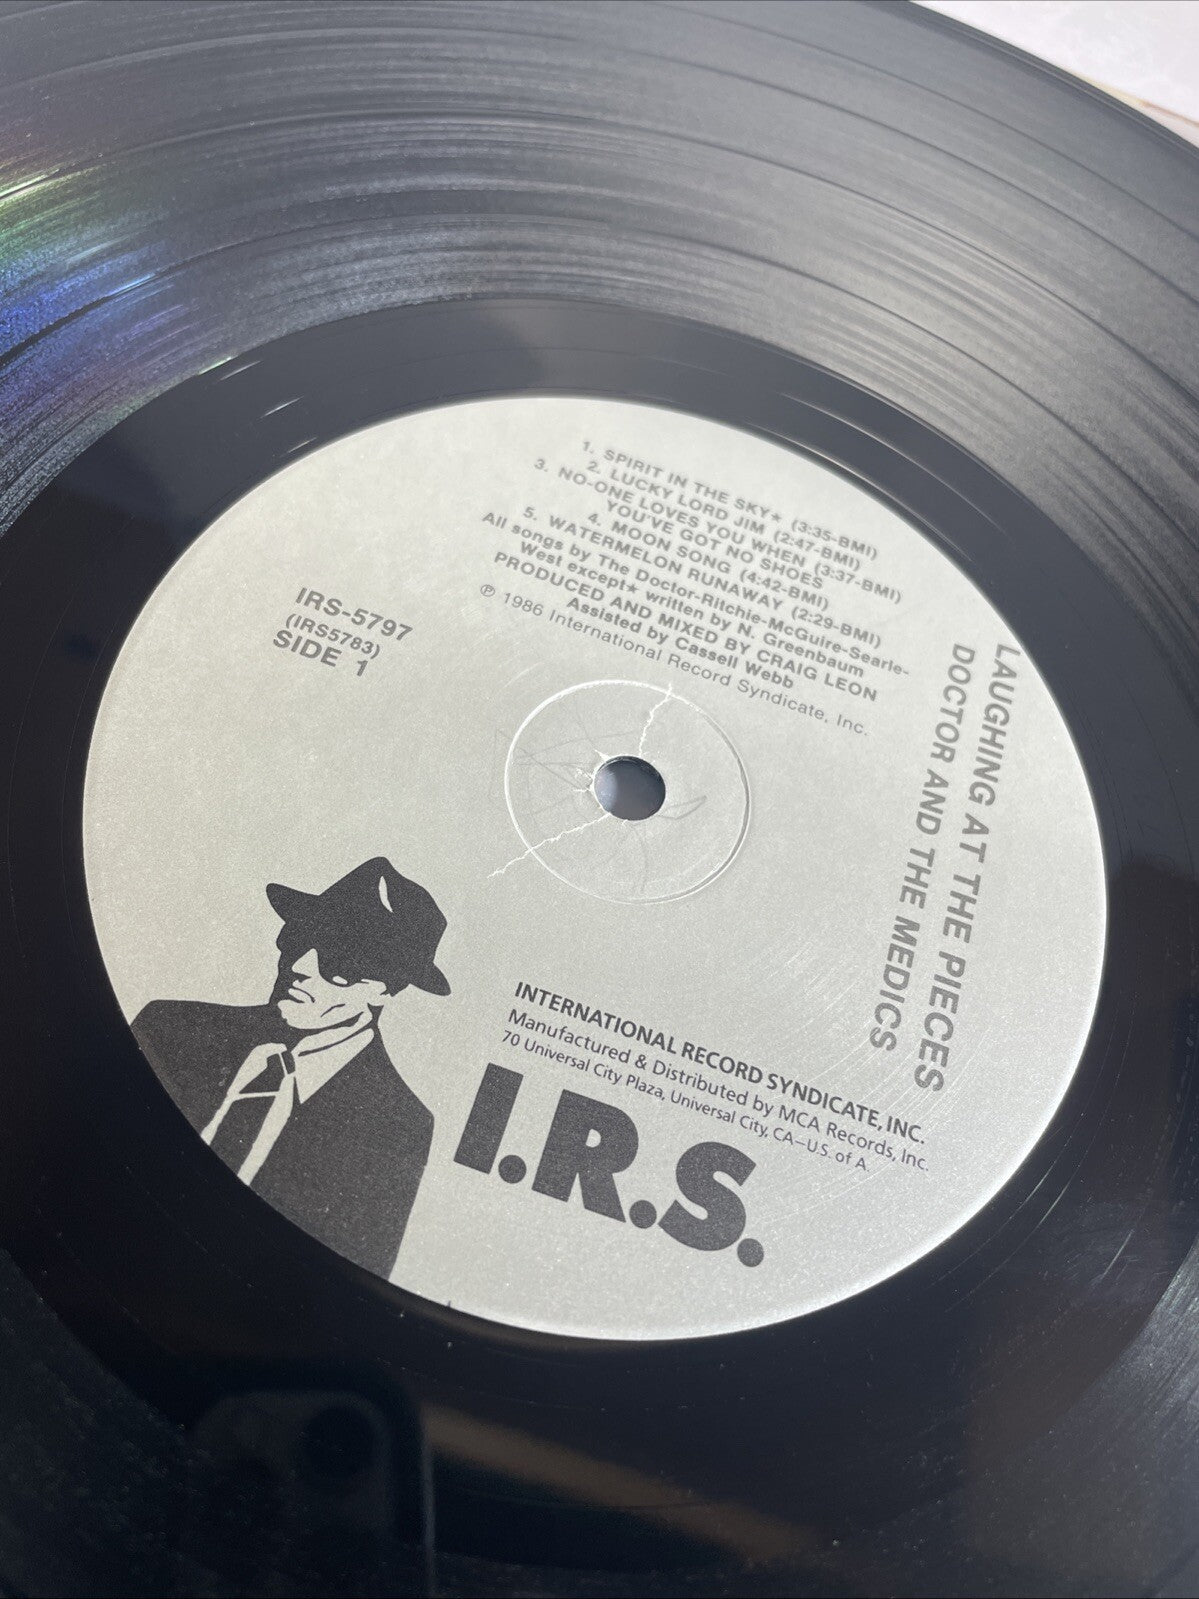 1. SPIRIT IN THE SKY★ (3:35-BMI)
2. LUCKY LORD JIM (2:47-BMI)
3. NO-ONE LOVES YOU WHEN (3:37-BMI)
YOU'VE GOT NO SHOES
4. MOON SONG (4:42-BMI)
5. WATERMELON RUNAWAY (2:29-BMI)
All songs by The Doctor-Ritchie-McGuire-Searle-
West except★ written by N. Greenbaum
PRODUCED AND MIXED BY CRAIG LEON
Assisted by Cassell Webb
℗ 1986 International Record Syndicate, Inc.
IRS-5797
(IRS5783)
SIDE 1
LAUGHING AT THE PIECES
DOCTOR AND THE MEDICS
INTERNATIONAL RECORD SYNDICATE, INC.
Manufactured & Distributed by MCA Records, Inc.
70 Universal City Plaza, Universal City, CA–U.S. of A.
I.R.S.